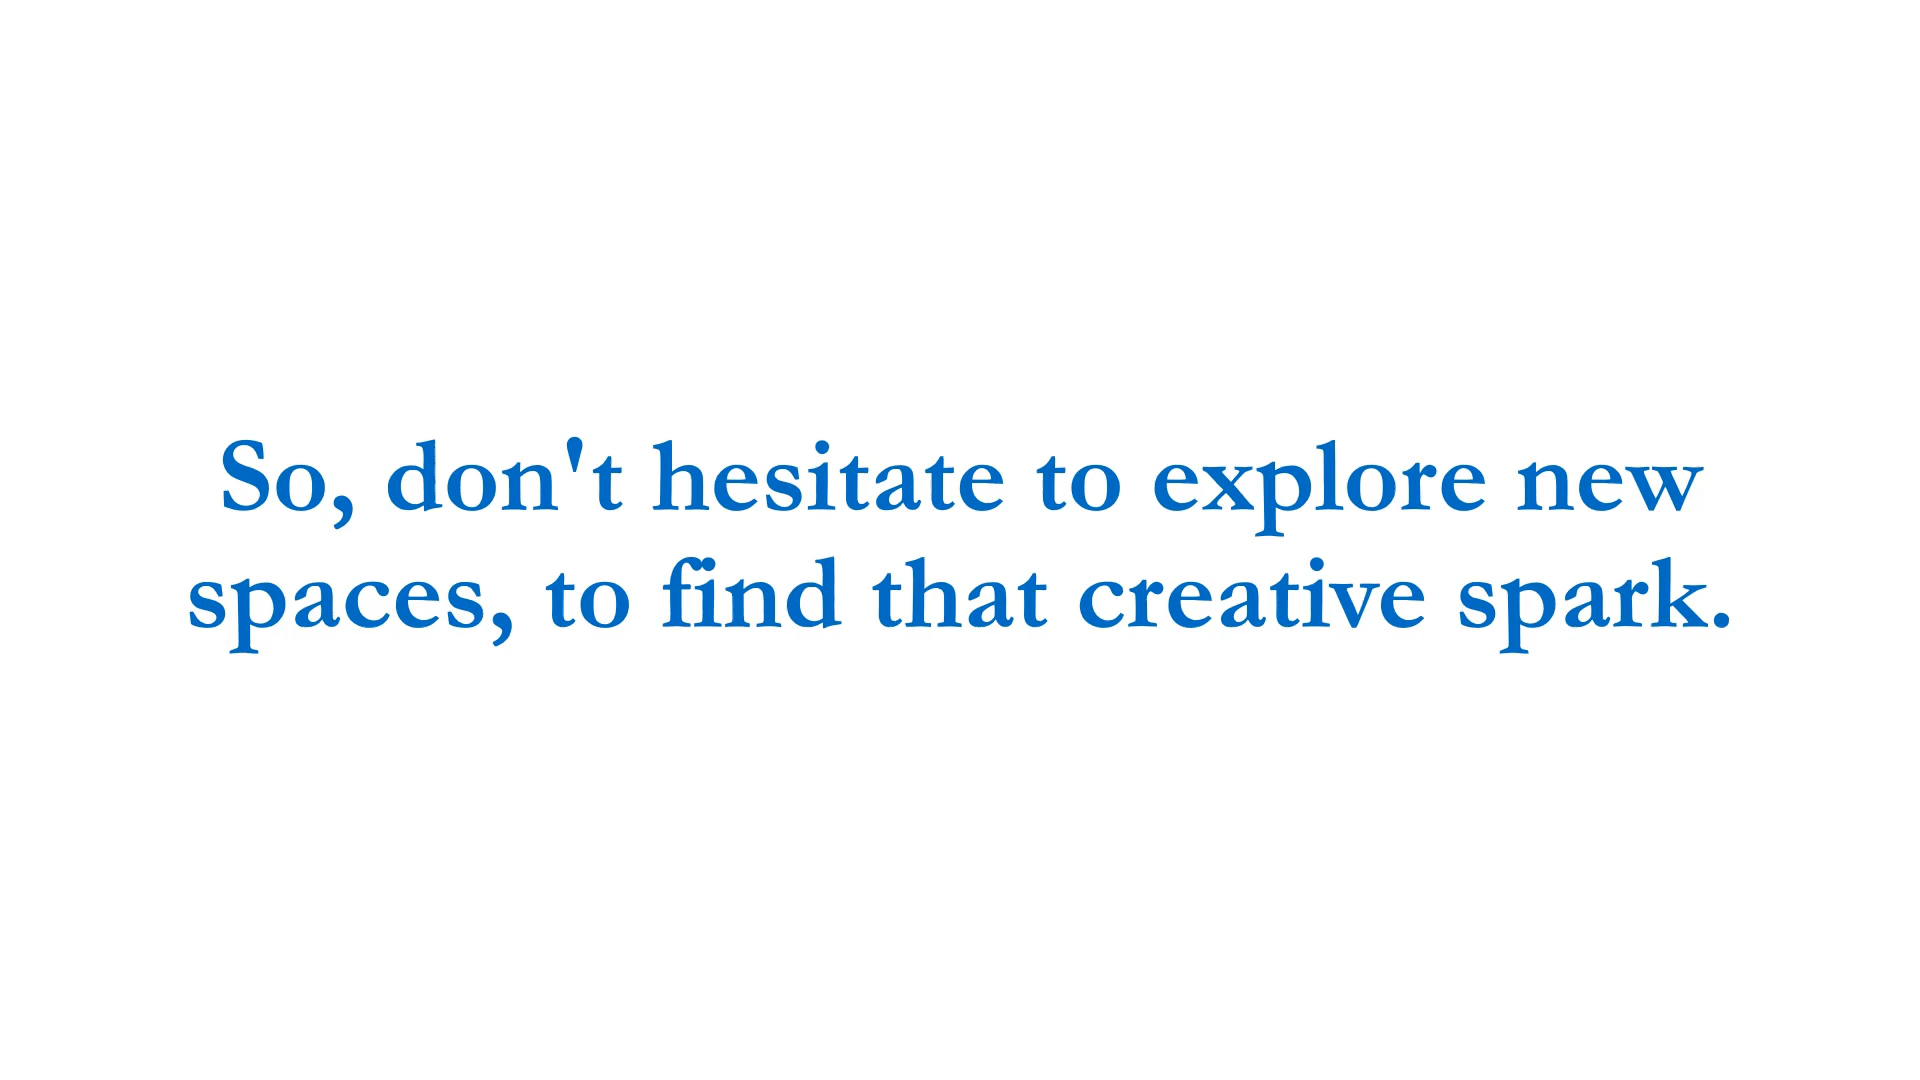 So, don't hesitate to explore new
spaces, to find that creative spark.